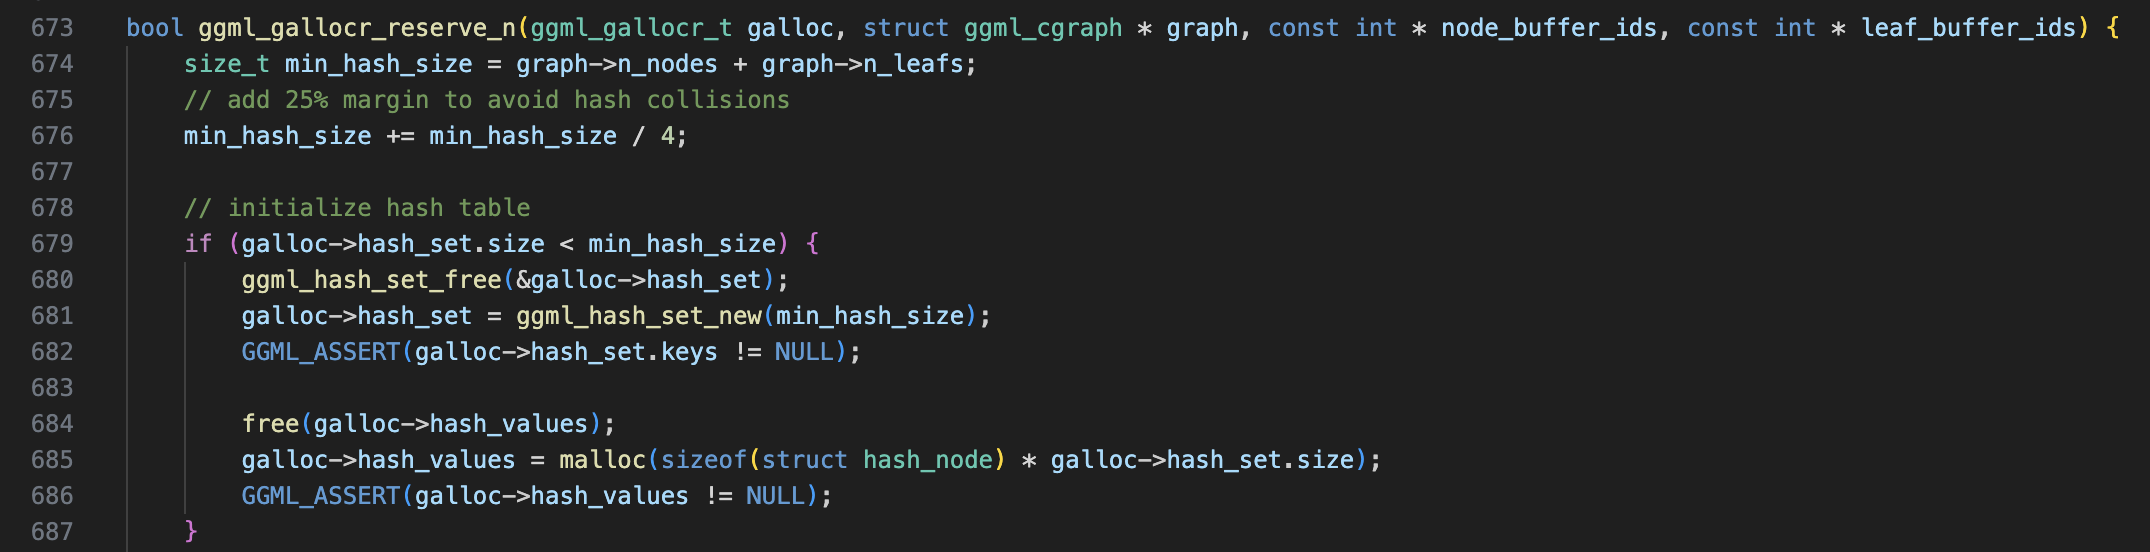 673 bool ggml_gallocr_reserve_n(ggml_gallocr_t galloc, struct ggml_cgraph * graph, const int * node_buffer_ids, const int * leaf_buffer_ids) {
674     size_t min_hash_size = graph->n_nodes + graph->n_leafs;
675     // add 25% margin to avoid hash collisions
676     min_hash_size += min_hash_size / 4;
677
678     // initialize hash table
679     if (galloc->hash_set.size < min_hash_size) {
680         ggml_hash_set_free(&galloc->hash_set);
681         galloc->hash_set = ggml_hash_set_new(min_hash_size);
682         GGML_ASSERT(galloc->hash_set.keys != NULL);
683
684         free(galloc->hash_values);
685         galloc->hash_values = malloc(sizeof(struct hash_node) * galloc->hash_set.size);
686         GGML_ASSERT(galloc->hash_values != NULL);
687     }